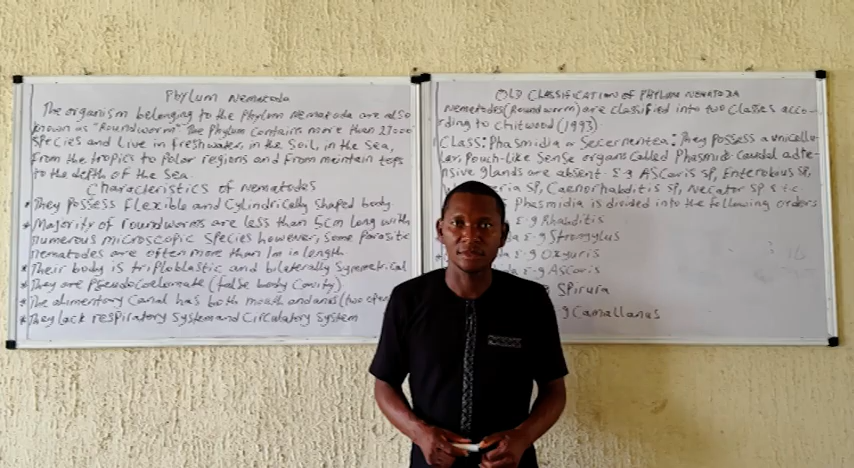 Phylum Nematoda
The organism belonging to the Phylum Nematoda are also
known as "Roundworm" The Phylum contains more than 27000
species and Live in freshwater, in the Soil, in the Sea,
From the tropics to Polar regions and From maintain tops
to the depth of the Sea.
Characteristics of Nematodes
* They Possess Flexible and Cylindrically Shaped body
* Majority of roundworms are less than 5cm long with
numerous microscopic Species however, Some Parasitic
nematodes are often more than 1m in length
* Their body is triploblastic and bilaterally Symmetrical
* They are Pseudocoelomate (False body Cavity)
* The alimentary Canal has both mouth and anus (two open
* They lack respiratory System and Circulatory System
OLD CLASSIFICATION OF PHYLUM NEMATODA
Nematodes (Roundworm) are classified into two Classes acco-
rding to Chitwood (1993)
Class: Phasmidia or Secernentea: They Possess a unicellu-
lar, Pouch-like Sense organs Called Phasmid. Caudal adhe-
nsive glands are absent. E.g Ascaris SP, Enterobius SP,
SP, Caenorhabditis SP, Necator SP e.t.c.
Phasmidia is divided into the following orders
E.g Rhabditis
E.g Strongylus
E.g Oxyuris
E.g Ascaris
Spirura
g Camallanus